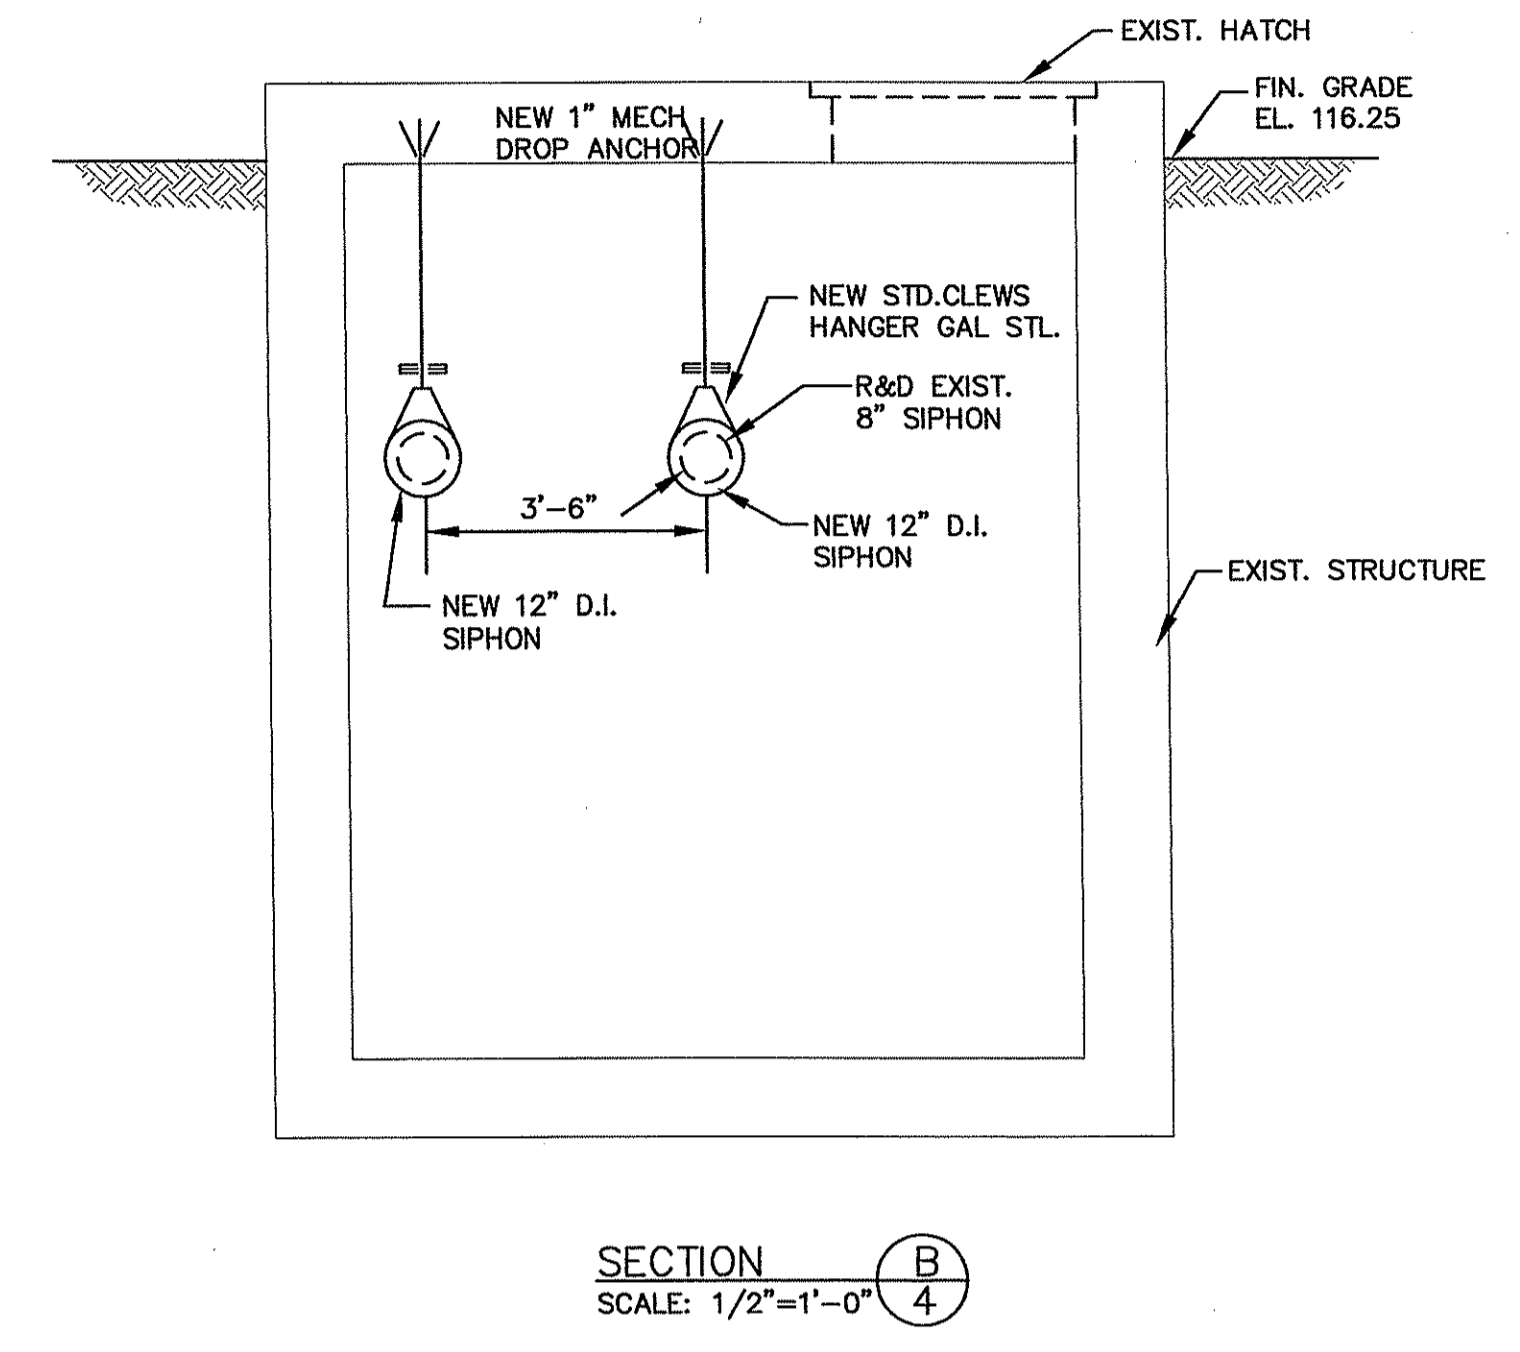 EXIST. HATCH
FIN. GRADE
EL. 116.25
NEW 1" MECH
DROP ANCHOR
NEW STD.CLEWS
HANGER GAL STL.
R&D EXIST.
8" SIPHON
3'-6"
NEW 12" D.I.
SIPHON
EXIST. STRUCTURE
NEW 12" D.I.
SIPHON
SECTION B
SCALE: 1/2"=1'-0" 4